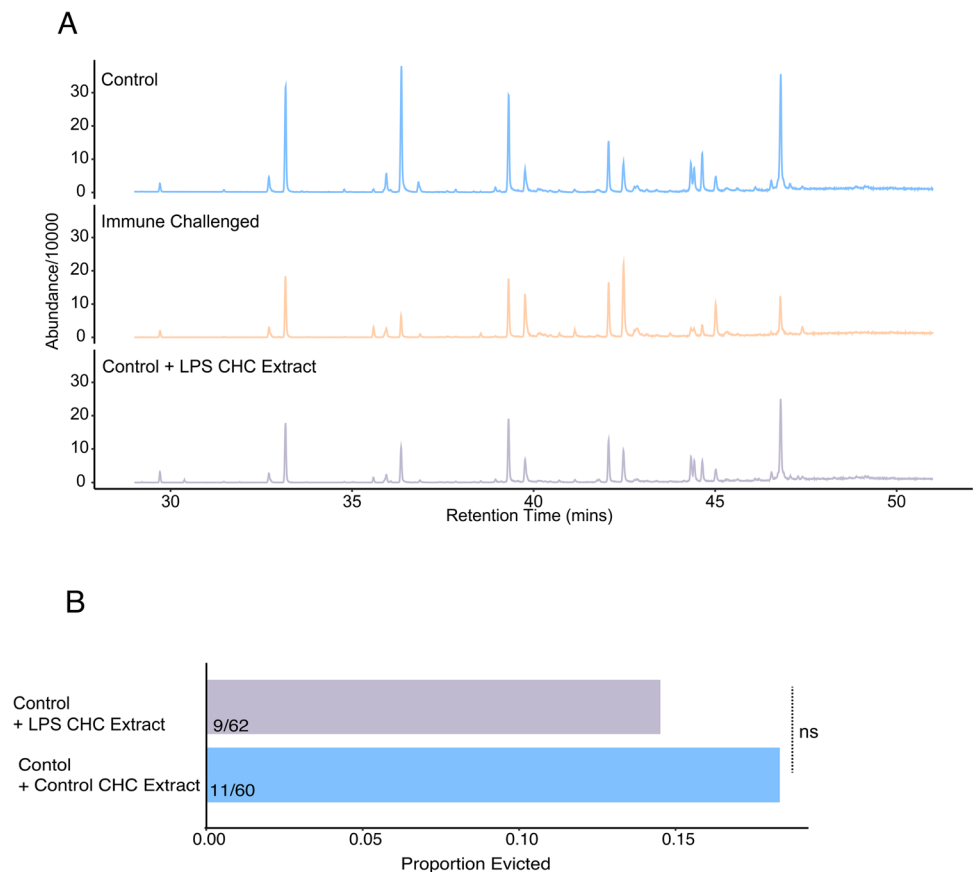 A
Control
30
20
10
0
Immune Challenged
30
20
10
0
Control + LPS CHC Extract
30
20
10
0
Abundance/10000
30 35 40 45 50
Retention Time (mins)
B
Control
+ LPS CHC Extract
9/62
ns
Contol
+ Control CHC Extract
11/60
0.00 0.05 0.10 0.15
Proportion Evicted